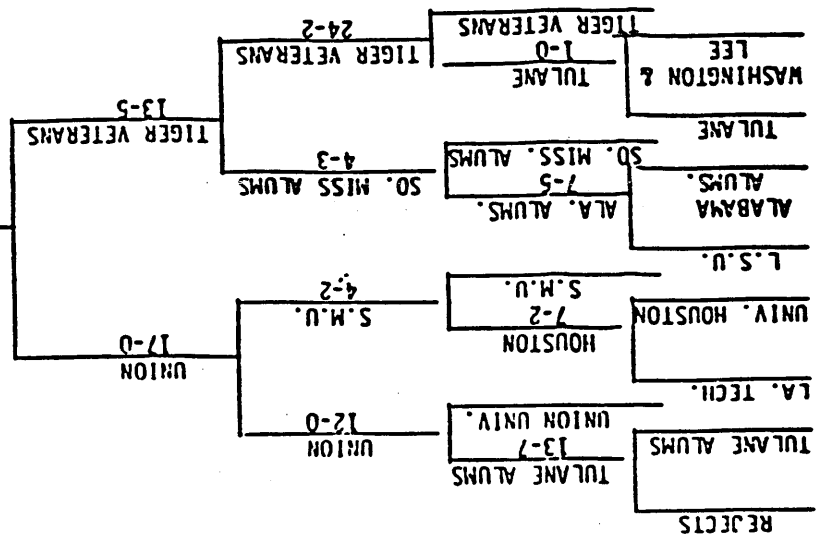 REJECTS
TULANE ALUMS
LA. TECH.
UNIV. HOUSTON
L.S.U.
ALABAMA
ALUMS.
TULANE
WASHINGTON &
LEE
TULANE ALUMS
13-7
UNION UNIV.
HOUSTON
7-2
S.M.U.
ALA. ALUMS.
7-5
SO. MISS. ALUMS
TULANE
1-0
TIGER VETERANS
UNION
12-0
S.M.U.
4-2
SO. MISS ALUMS
4-3
TIGER VETERANS
24-2
UNION
17-0
TIGER VETERANS
13-5